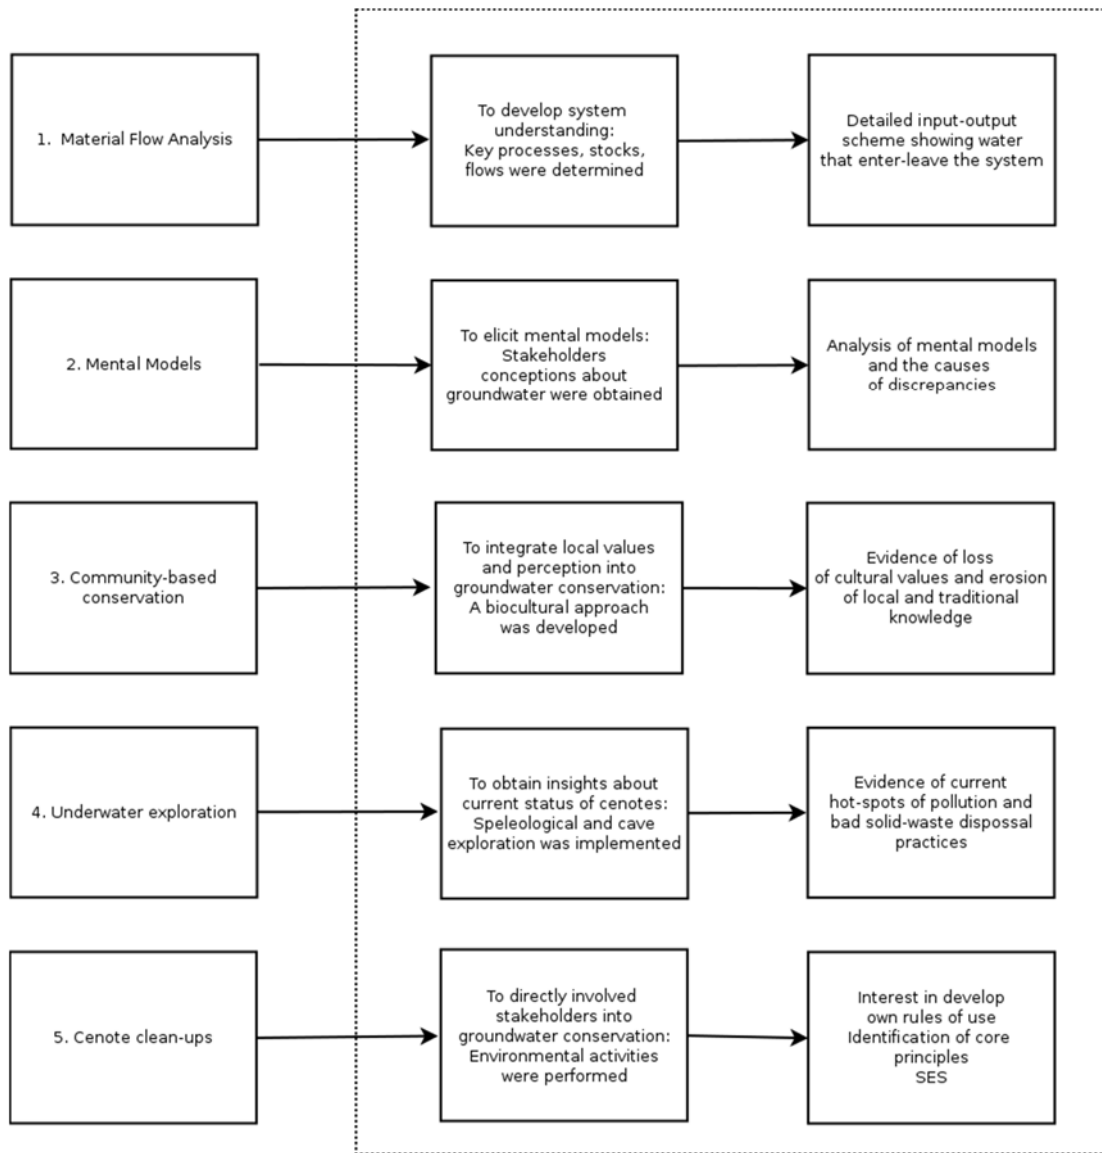 1.  Material Flow Analysis
To develop system
understanding:
Key processes, stocks,
flows were determined
Detailed input-output
scheme showing water
that enter-leave the system
2. Mental Models
To elicit mental models:
Stakeholders
conceptions about
groundwater were obtained
Analysis of mental models
and the causes
of discrepancies
3. Community-based
conservation
To integrate local values
and perception into
groundwater conservation:
A biocultural approach
was developed
Evidence of loss
of cultural values and erosion
of local and traditional
knowledge
4. Underwater exploration
To obtain insights about
current status of cenotes:
Speleological and cave
exploration was implemented
Evidence of current
hot-spots of pollution and
bad solid-waste dispossal
practices
5. Cenote clean-ups
To directly involved
stakeholders into
groundwater conservation:
Environmental activities
were performed
Interest in develop
own rules of use
Identification of core
principles
SES